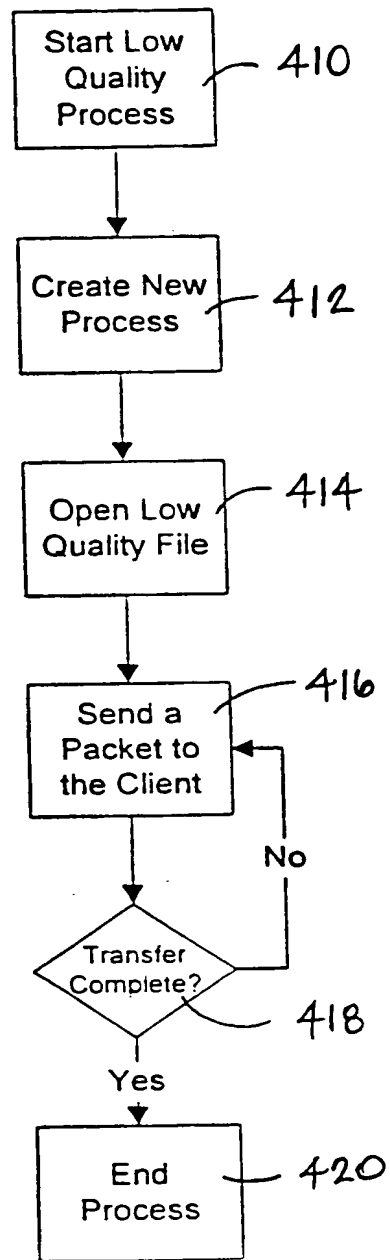 Start Low
Quality
Process
410
Create New
Process
412
Open Low
Quality File
414
Send a
Packet to
the Client
416
No
Transfer
Complete?
418
Yes
End
Process
420